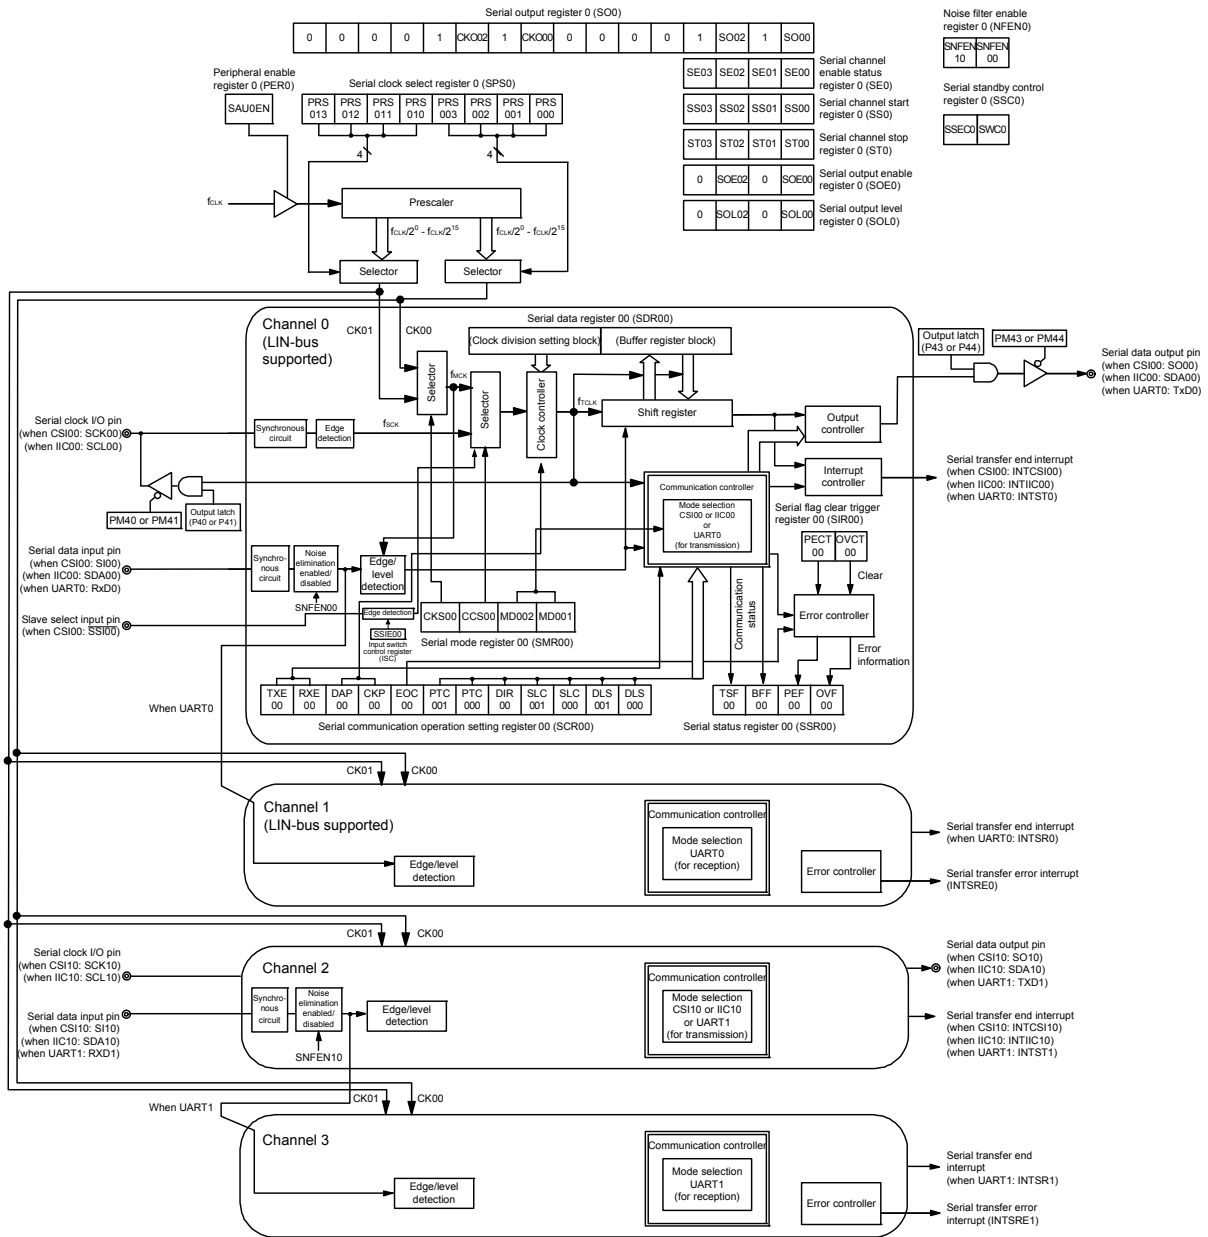 Serial output register 0 (SO0)
0 0 0 0 1 CKO02 1 CKO00 0 0 0 0 1 SO02 1 SO00
Noise filter enable
register 0 (NFEN0)
SNFEN SNFEN
10 00
Peripheral enable
register 0 (PER0)
SAU0EN
Serial clock select register 0 (SPS0)
PRS PRS PRS PRS PRS PRS PRS PRS
013 012 011 010 003 002 001 000
4
4
SE03 SE02 SE01 SE00
Serial channel
enable status
register 0 (SE0)
SS03 SS02 SS01 SS00
Serial channel start
register 0 (SS0)
ST03 ST02 ST01 ST00
Serial channel stop
register 0 (ST0)
0 SOE02 0 SOE00
Serial output enable
register 0 (SOE0)
0 SOL02 0 SOL00
Serial output level
register 0 (SOL0)
Serial standby control
register 0 (SSC0)
SSEC0 SWC0
fCLK
Prescaler
fCLK/2⁰ - fCLK/2¹⁵
fCLK/2⁰ - fCLK/2¹⁵
Selector
Selector
Channel 0
(LIN-bus
supported)
CK01
CK00
Serial data register 00 (SDR00)
(Clock division setting block) (Buffer register block)
Selector
fMCK
Selector
Clock controller
fTCLK
Shift register
Output latch
(P43 or P44)
PM43 or PM44
Serial data output pin
(when CSI00: SO00)
(when IIC00: SDA00)
(when UART0: TxD0)
Output
controller
Serial clock I/O pin
(when CSI00: SCK00)
(when IIC00: SCL00)
Synchronous
circuit
Edge
detection
fSCK
PM40 or PM41
Output latch
(P40 or P41)
Communication controller
Mode selection
CSI00 or IIC00
or
UART0
(for transmission)
Interrupt
controller
Serial transfer end interrupt
(when CSI00: INTCSI00)
(when IIC00: INTIIC00)
(when UART0: INTST0)
Serial flag clear trigger
register 00 (SIR00)
PECT OVCT
00 00
Clear
Error controller
Error
information
Communication
status
Serial data input pin
(when CSI00: SI00)
(when IIC00: SDA00)
(when UART0: RxD0)
Synchro-
nous
circuit
Noise
elimination
enabled/
disabled
SNFEN00
Edge/
level
detection
Slave select input pin
(when CSI00: SSI00)
Edge detection
SSIE00
Input switch
control register
(ISC)
CKS00 CCS00 MD002 MD001
Serial mode register 00 (SMR00)
When UART0
TXE RXE DAP CKP EOC PTC PTC DIR SLC SLC DLS DLS
00 00 00 00 00 001 000 00 001 000 001 000
Serial communication operation setting register 00 (SCR00)
TSF BFF PEF OVF
00 00 00 00
Serial status register 00 (SSR00)
CK01
CK00
Channel 1
(LIN-bus supported)
Edge/level
detection
Communication controller
Mode selection
UART0
(for reception)
Error controller
Serial transfer end interrupt
(when UART0: INTSR0)
Serial transfer error interrupt
(INTSRE0)
CK01
CK00
Channel 2
Serial clock I/O pin
(when CSI10: SCK10)
(when IIC10: SCL10)
Serial data input pin
(when CSI10: SI10)
(when IIC10: SDA10)
(when UART1: RXD1)
Synchro-
nous
circuit
Noise
elimination
enabled/
disabled
SNFEN10
Edge/level
detection
Communication controller
Mode selection
CSI10 or IIC10
or UART1
(for transmission)
Serial data output pin
(when CSI10: SO10)
(when IIC10: SDA10)
(when UART1: TXD1)
Serial transfer end interrupt
(when CSI10: INTCSI10)
(when IIC10: INTIIC10)
(when UART1: INTST1)
When UART1
CK01
CK00
Channel 3
Edge/level
detection
Communication controller
Mode selection
UART1
(for reception)
Error controller
Serial transfer end
interrupt
(when UART1: INTSR1)
Serial transfer error
interrupt (INTSRE1)